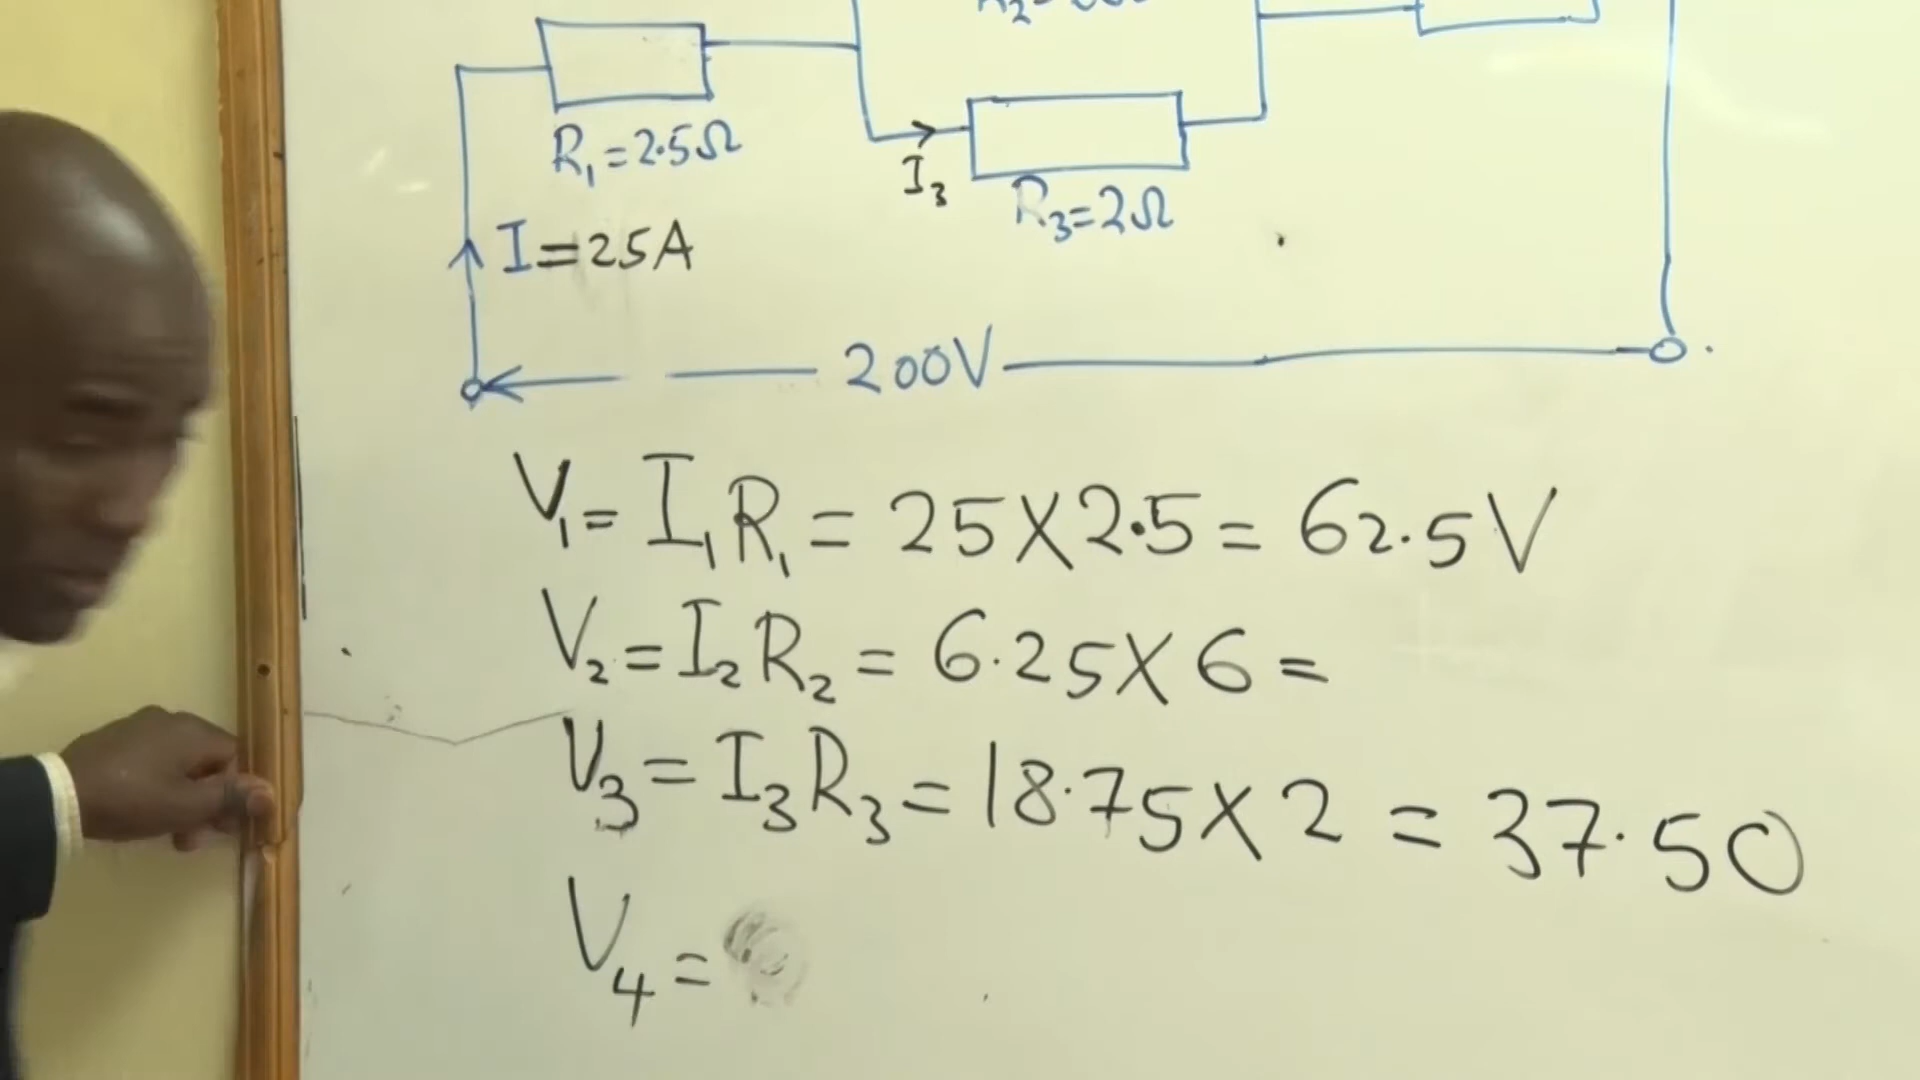 R₁=2.5Ω
I₃
R₃=2Ω
I=25A
200V
V₁=I₁R₁=25X2.5=62.5V
V₂=I₂R₂=6.25X6=
V₃=I₃R₃=18.75X2=37.50
V₄=